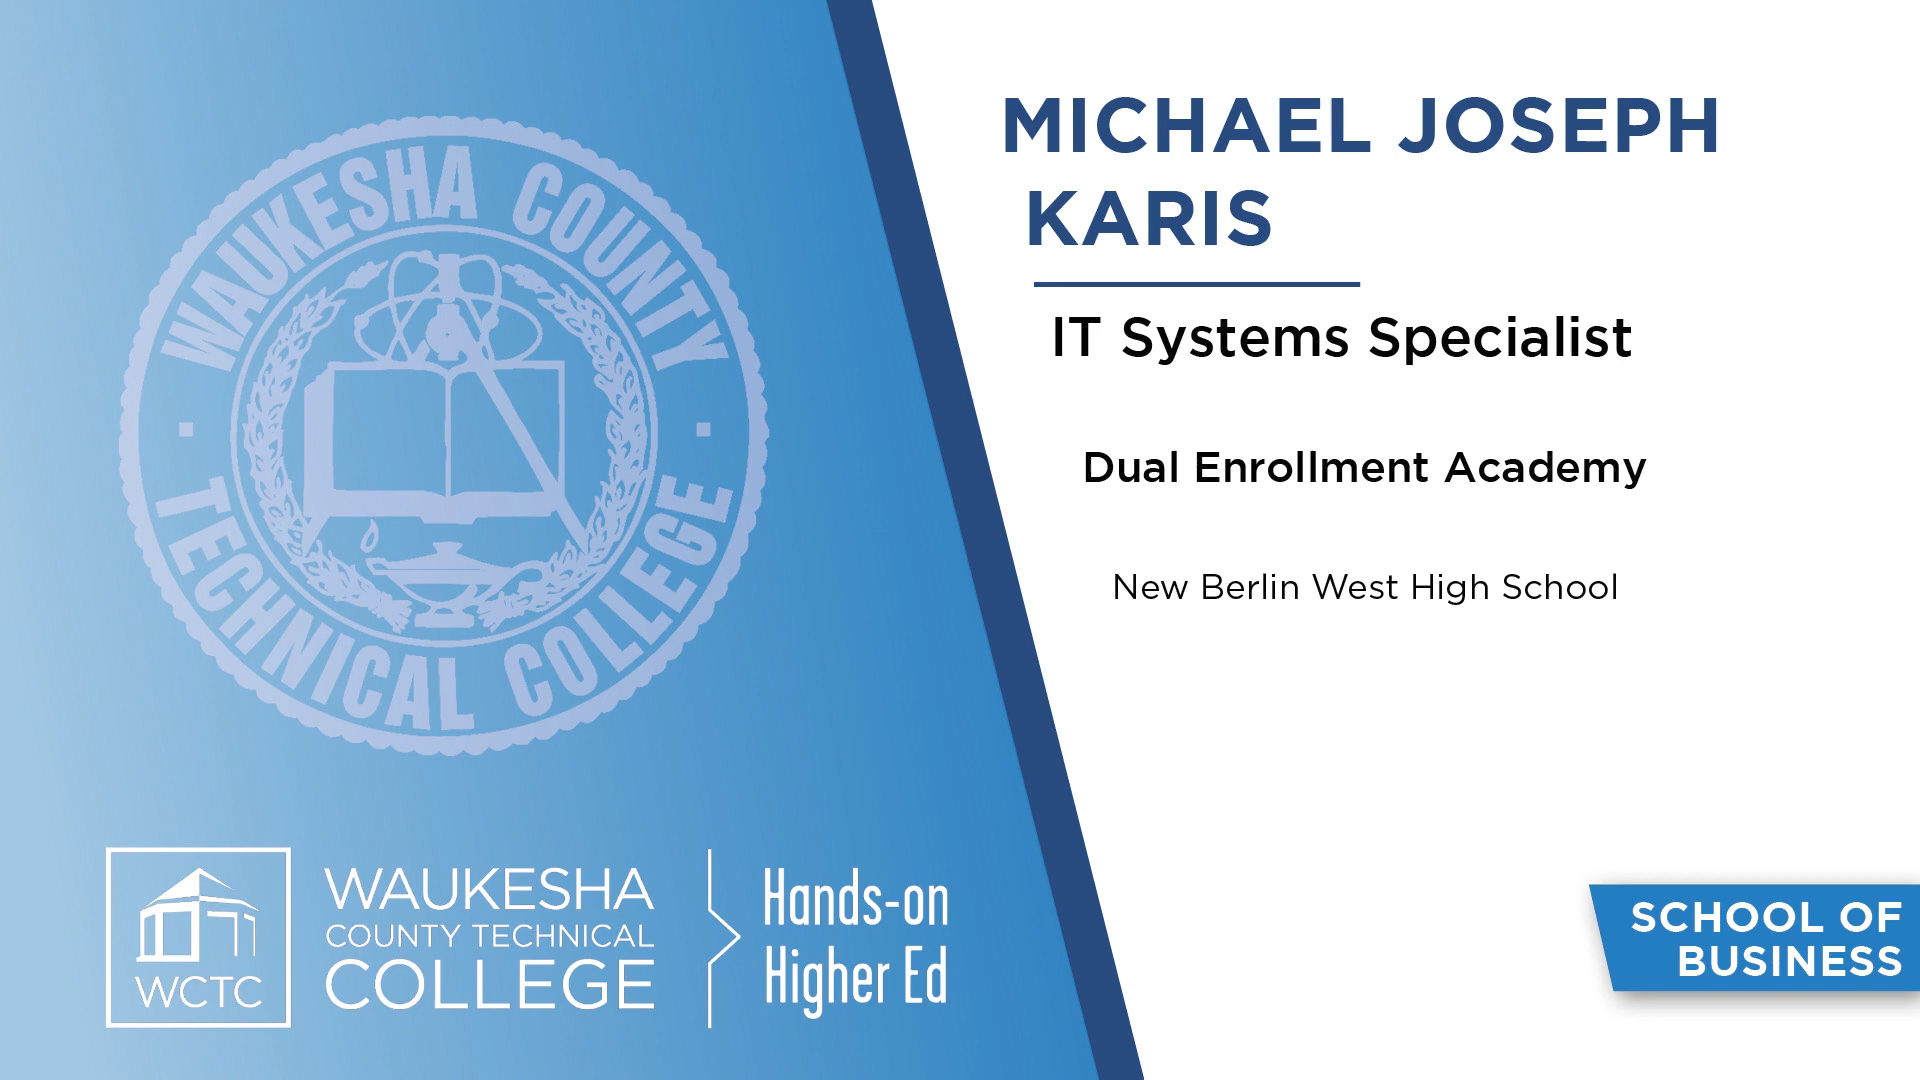 WAUKESHA COUNTY
TECHNICAL COLLEGE
WCTC
WAUKESHA
COUNTY TECHNICAL
COLLEGE
Hands-on
Higher Ed
MICHAEL JOSEPH
KARIS
IT Systems Specialist
Dual Enrollment Academy
New Berlin West High School
SCHOOL OF
BUSINESS